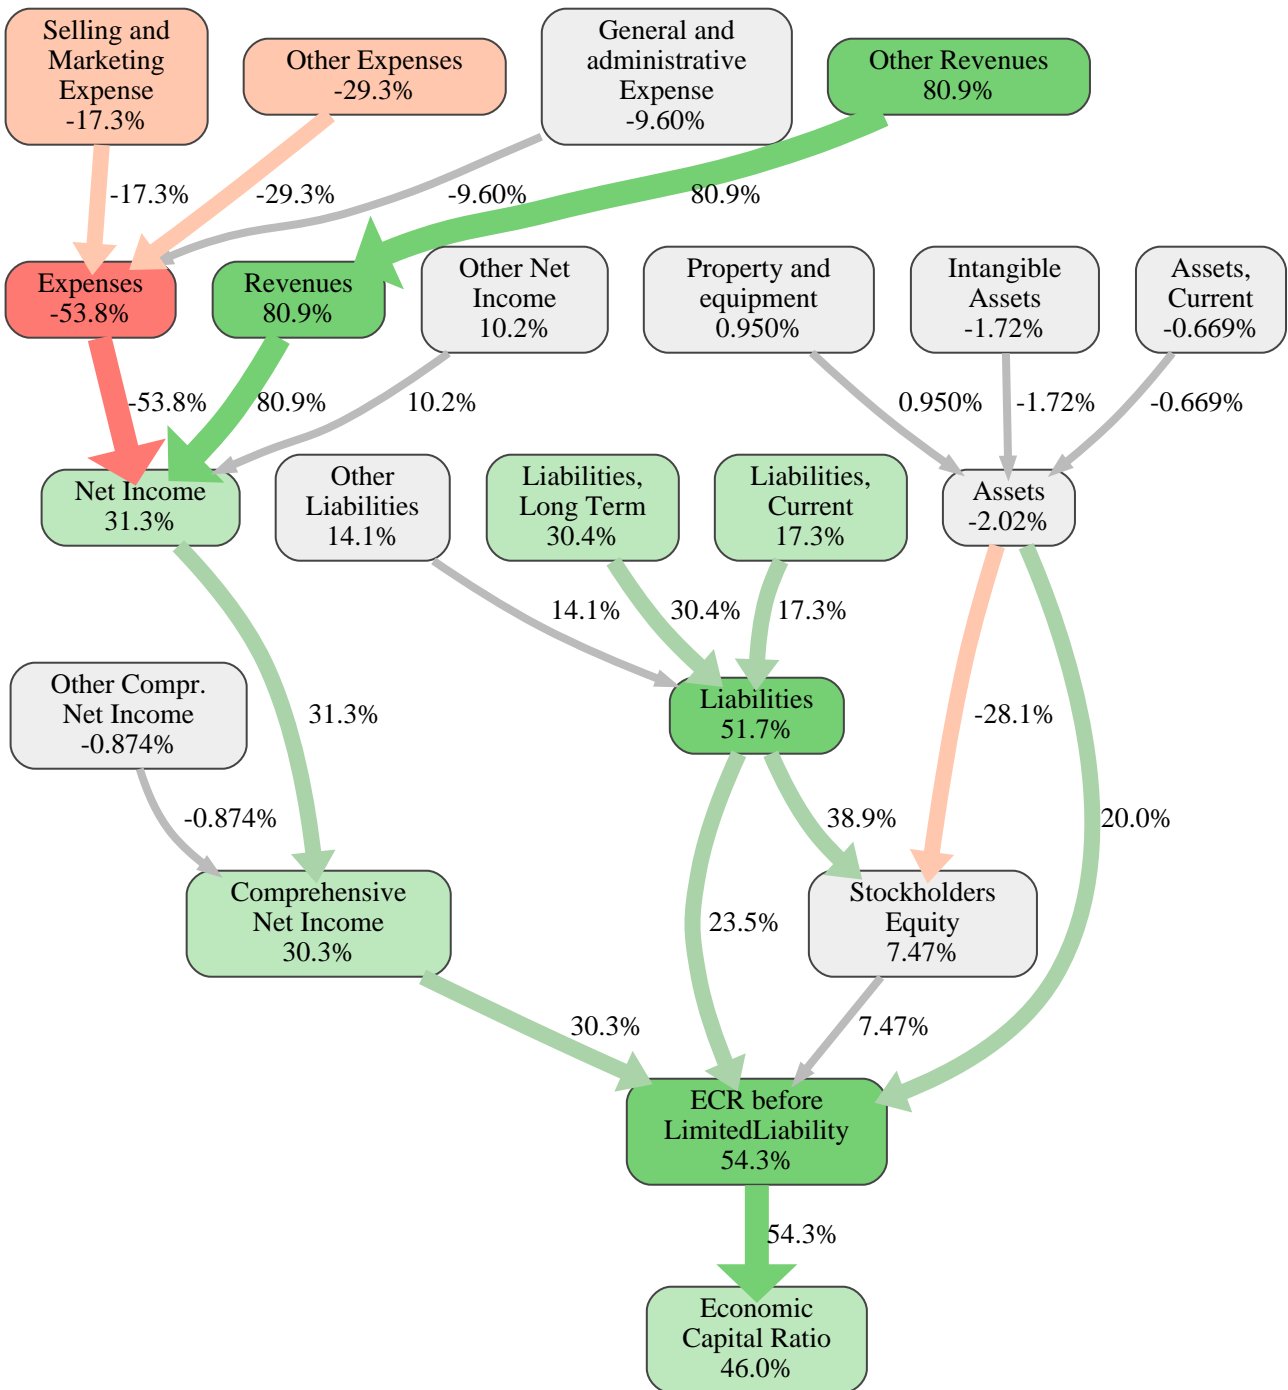 Selling and
Marketing
Expense
-17.3%
Other Expenses
-29.3%
General and
administrative
Expense
-9.60%
Other Revenues
80.9%
-17.3%
-29.3%
-9.60%
80.9%
Expenses
-53.8%
Revenues
80.9%
Other Net
Income
10.2%
Property and
equipment
0.950%
Intangible
Assets
-1.72%
Assets,
Current
-0.669%
-53.8%
80.9%
10.2%
0.950%
-1.72%
-0.669%
Net Income
31.3%
Other
Liabilities
14.1%
Liabilities,
Long Term
30.4%
Liabilities,
Current
17.3%
Assets
-2.02%
14.1%
30.4%
17.3%
Other Compr.
Net Income
-0.874%
31.3%
Liabilities
51.7%
-28.1%
-0.874%
38.9%
20.0%
Comprehensive
Net Income
30.3%
23.5%
Stockholders
Equity
7.47%
30.3%
7.47%
ECR before
LimitedLiability
54.3%
54.3%
Economic
Capital Ratio
46.0%